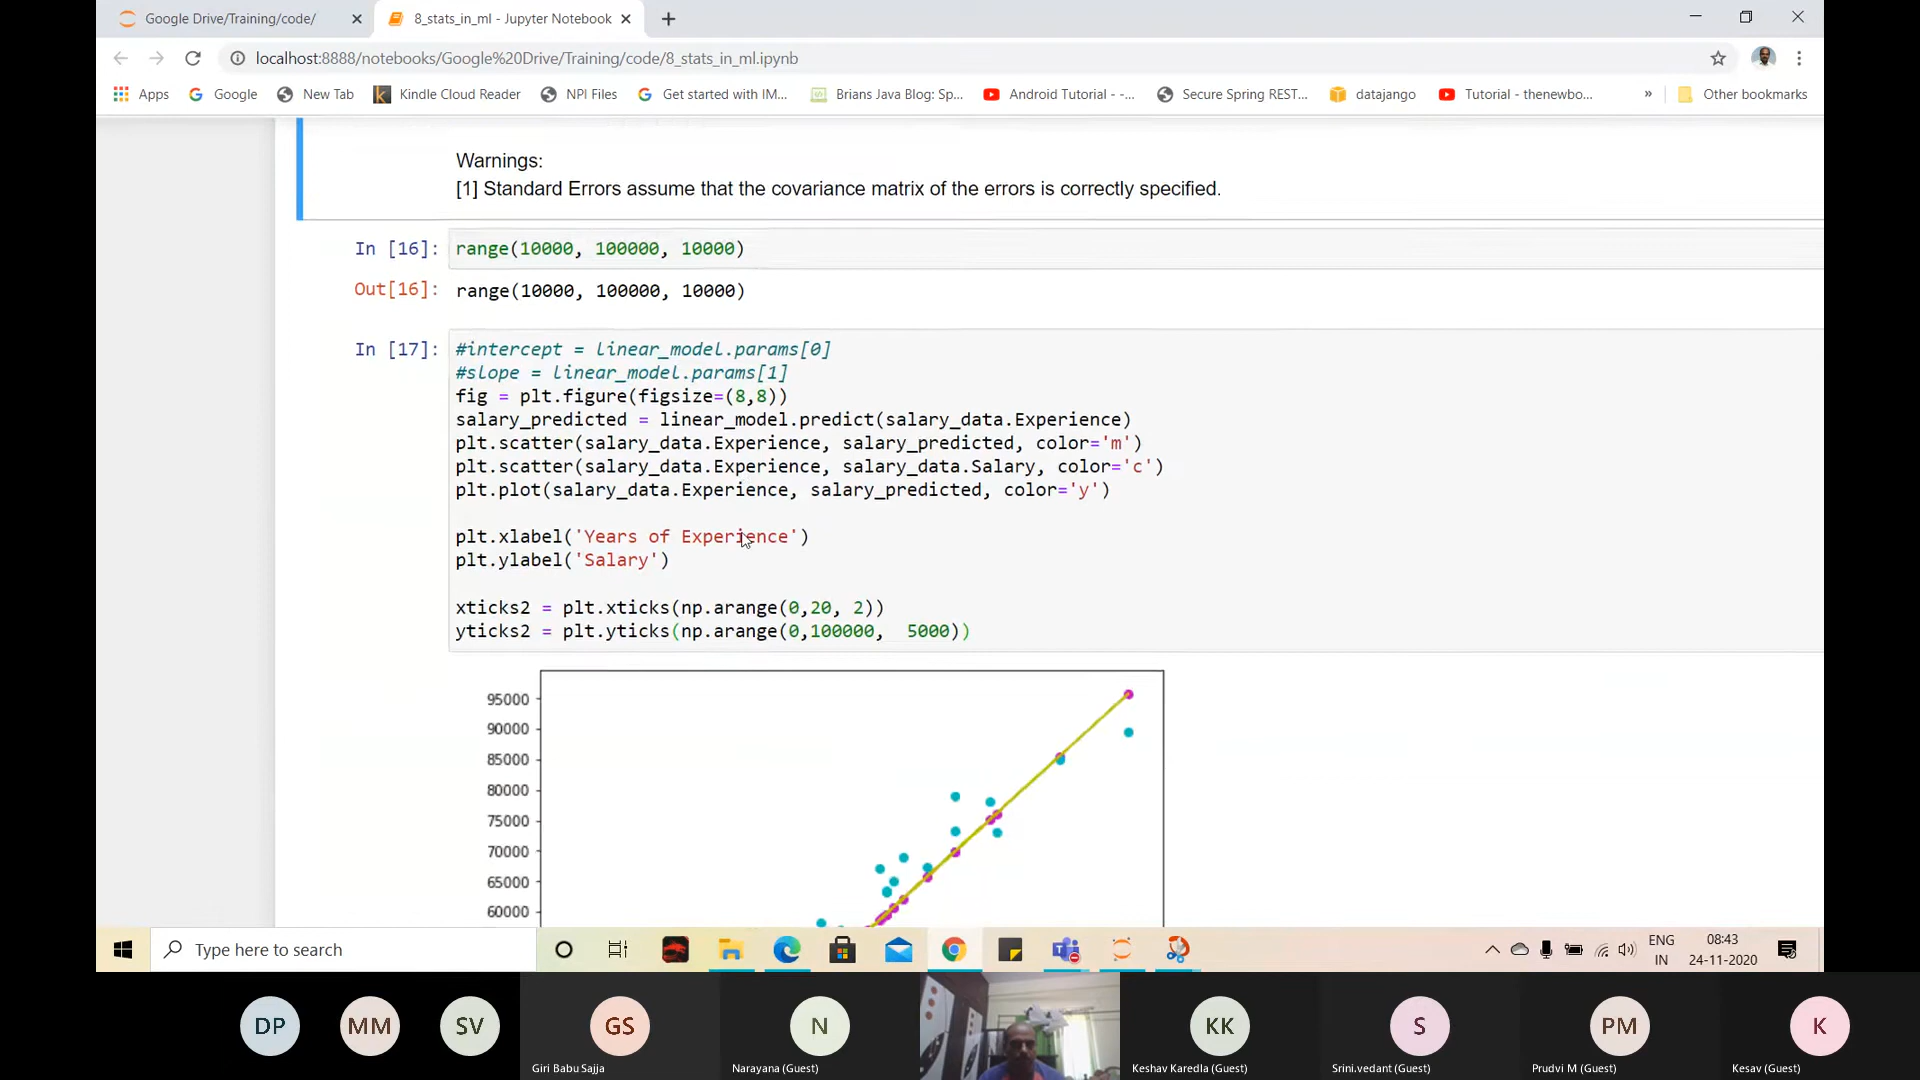 Google Drive/Training/code/
8_stats_in_ml - Jupyter Notebook
localhost:8888/notebooks/Google%20Drive/Training/code/8_stats_in_ml.ipynb
Apps Google New Tab Kindle Cloud Reader NPI Files Get started with IM... Brians Java Blog: Sp... Android Tutorial - -... Secure Spring REST... datajango Tutorial - thenewbo... » Other bookmarks
Warnings:
[1] Standard Errors assume that the covariance matrix of the errors is correctly specified.
In [16]: range(10000, 100000, 10000)
Out[16]: range(10000, 100000, 10000)
In [17]: #intercept = linear_model.params[0]
#slope = linear_model.params[1]
fig = plt.figure(figsize=(8,8))
salary_predicted = linear_model.predict(salary_data.Experience)
plt.scatter(salary_data.Experience, salary_predicted, color='m')
plt.scatter(salary_data.Experience, salary_data.Salary, color='c')
plt.plot(salary_data.Experience, salary_predicted, color='y')
plt.xlabel('Years of Experience')
plt.ylabel('Salary')
xticks2 = plt.xticks(np.arange(0,20, 2))
yticks2 = plt.yticks(np.arange(0,100000,  5000))
95000
90000
85000
80000
75000
70000
65000
60000
Type here to search
ENG
IN
08:43
24-11-2020
DP MM SV GS N KK S PM K
Giri Babu Sajja Narayana (Guest) Keshav Karedla (Guest) Srini.vedant (Guest) Prudvi M (Guest) Kesav (Guest)